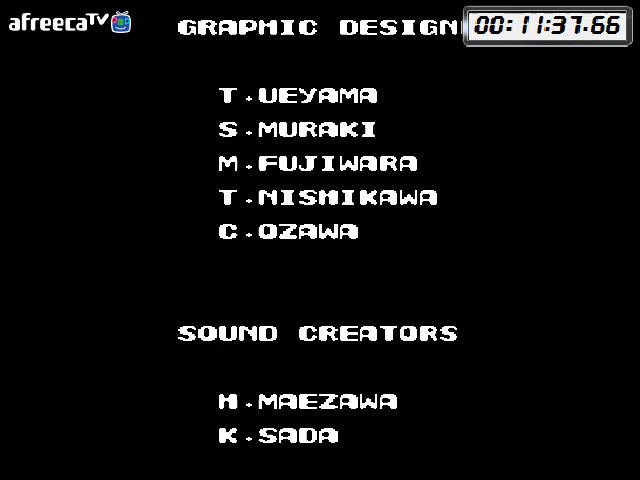 afreecaTV
GRAPHIC DESIGN
00:11:37.66
T.UEYAMA
S.MURAKI
M.FUJIWARA
T.NISHIKAWA
C.OZAWA
SOUND CREATORS
H.MAEZAWA
K.SADA